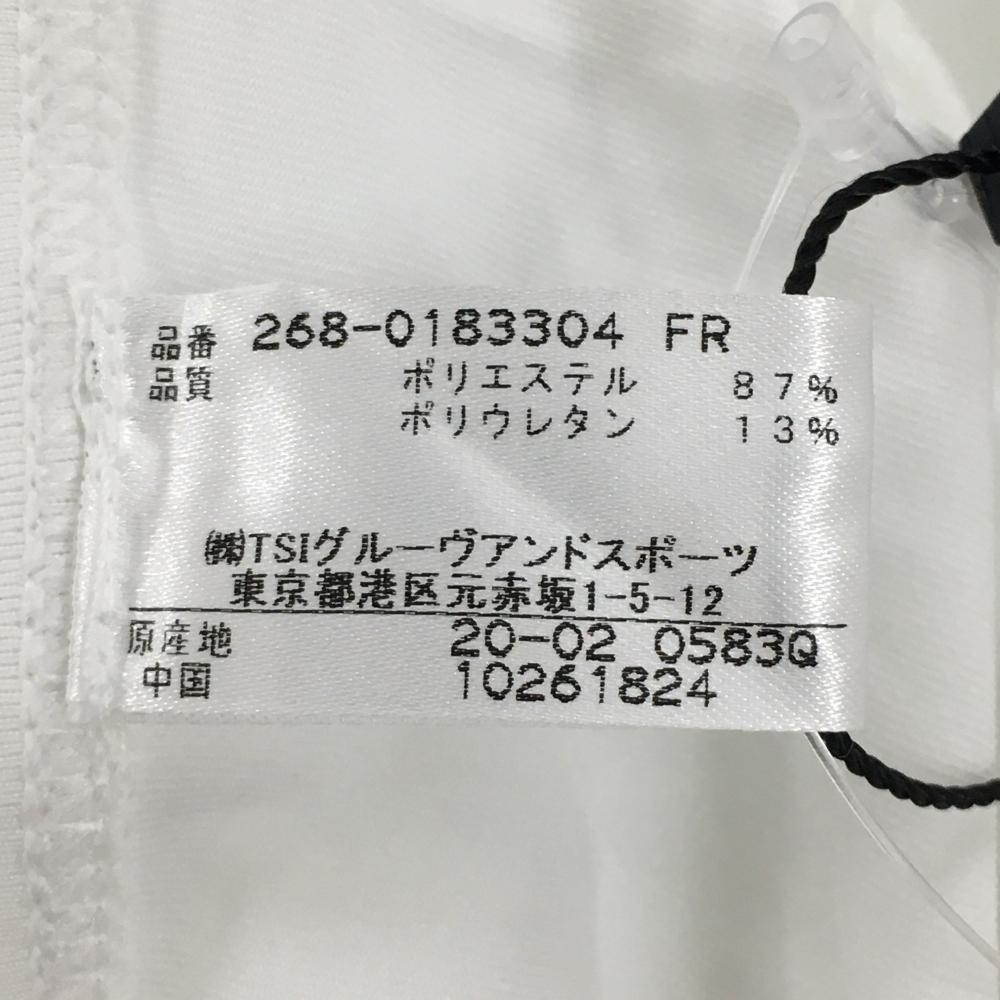 品番 268-0183304 FR
品質 ポリエステル 87%
ポリウレタン 13%
㈱TSIグルーヴアンドスポーツ
東京都港区元赤坂1-5-12
原産地 20-02 0583Q
中国 10261824